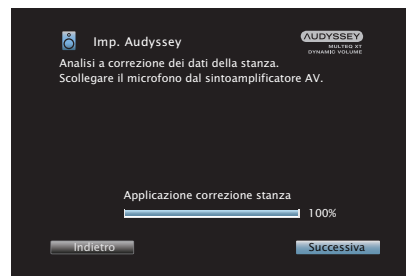 Imp. Audyssey
AUDYSSEY
MULTEQ XT
DYNAMIC VOLUME
Analisi a correzione dei dati della stanza.
Scollegare il microfono dal sintoamplificatore AV.
Applicazione correzione stanza
100%
Indietro
Successiva